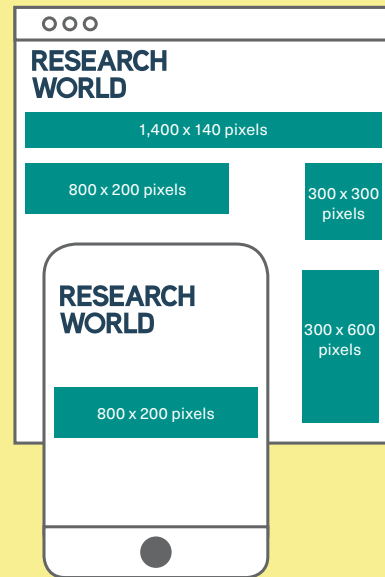 RESEARCH
WORLD
1,400 x 140 pixels
800 x 200 pixels
300 x 300
pixels
300 x 600
pixels
RESEARCH
WORLD
800 x 200 pixels